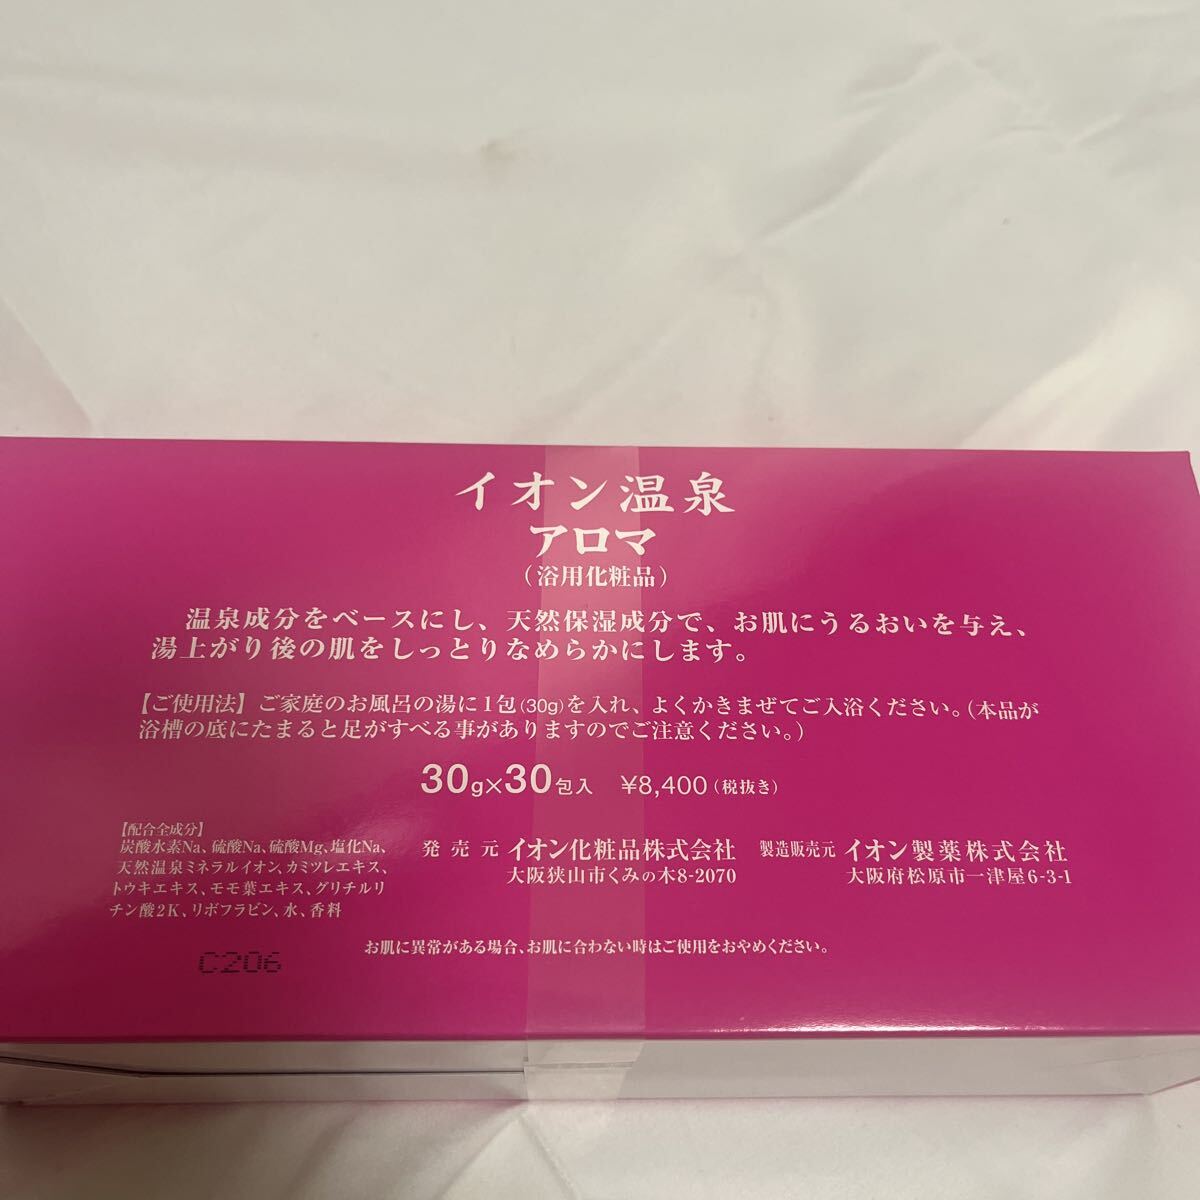 イオン温泉
アロマ
(浴用化粧品)
温泉成分をベースにし、天然保湿成分で、お肌にうるおいを与え、
湯上がり後の肌をしっとりなめらかにします。
【ご使用法】ご家庭のお風呂の湯に1包(30g)を入れ、よくかきまぜてご入浴ください。(本品が
浴槽の底にたまると足がすべる事がありますのでご注意ください。)
30g×30包入 ¥8,400(税抜き)
【配合全成分】
炭酸水素Na、硫酸Na、硫酸Mg、塩化Na、
天然温泉ミネラルイオン、カミツレエキス、
トウキエキス、モモ葉エキス、グリチルリ
チン酸2K、リボフラビン、水、香料
発売元 イオン化粧品株式会社
大阪狭山市くみの木8-2070
製造販売元 イオン製薬株式会社
大阪府松原市一津屋6-3-1
お肌に異常がある場合、お肌に合わない時はご使用をおやめください。
C206